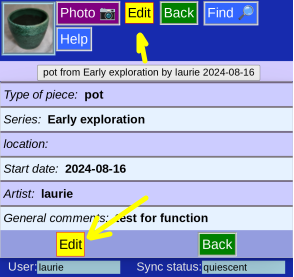 Photo 📷 Edit Back Find 🔎
Help
pot from Early exploration by laurie 2024-08-16
Type of piece: pot
Series: Early exploration
location:
Start date: 2024-08-16
Artist: laurie
General comments: test for function
Edit Back
User: laurie Sync status: quiescent